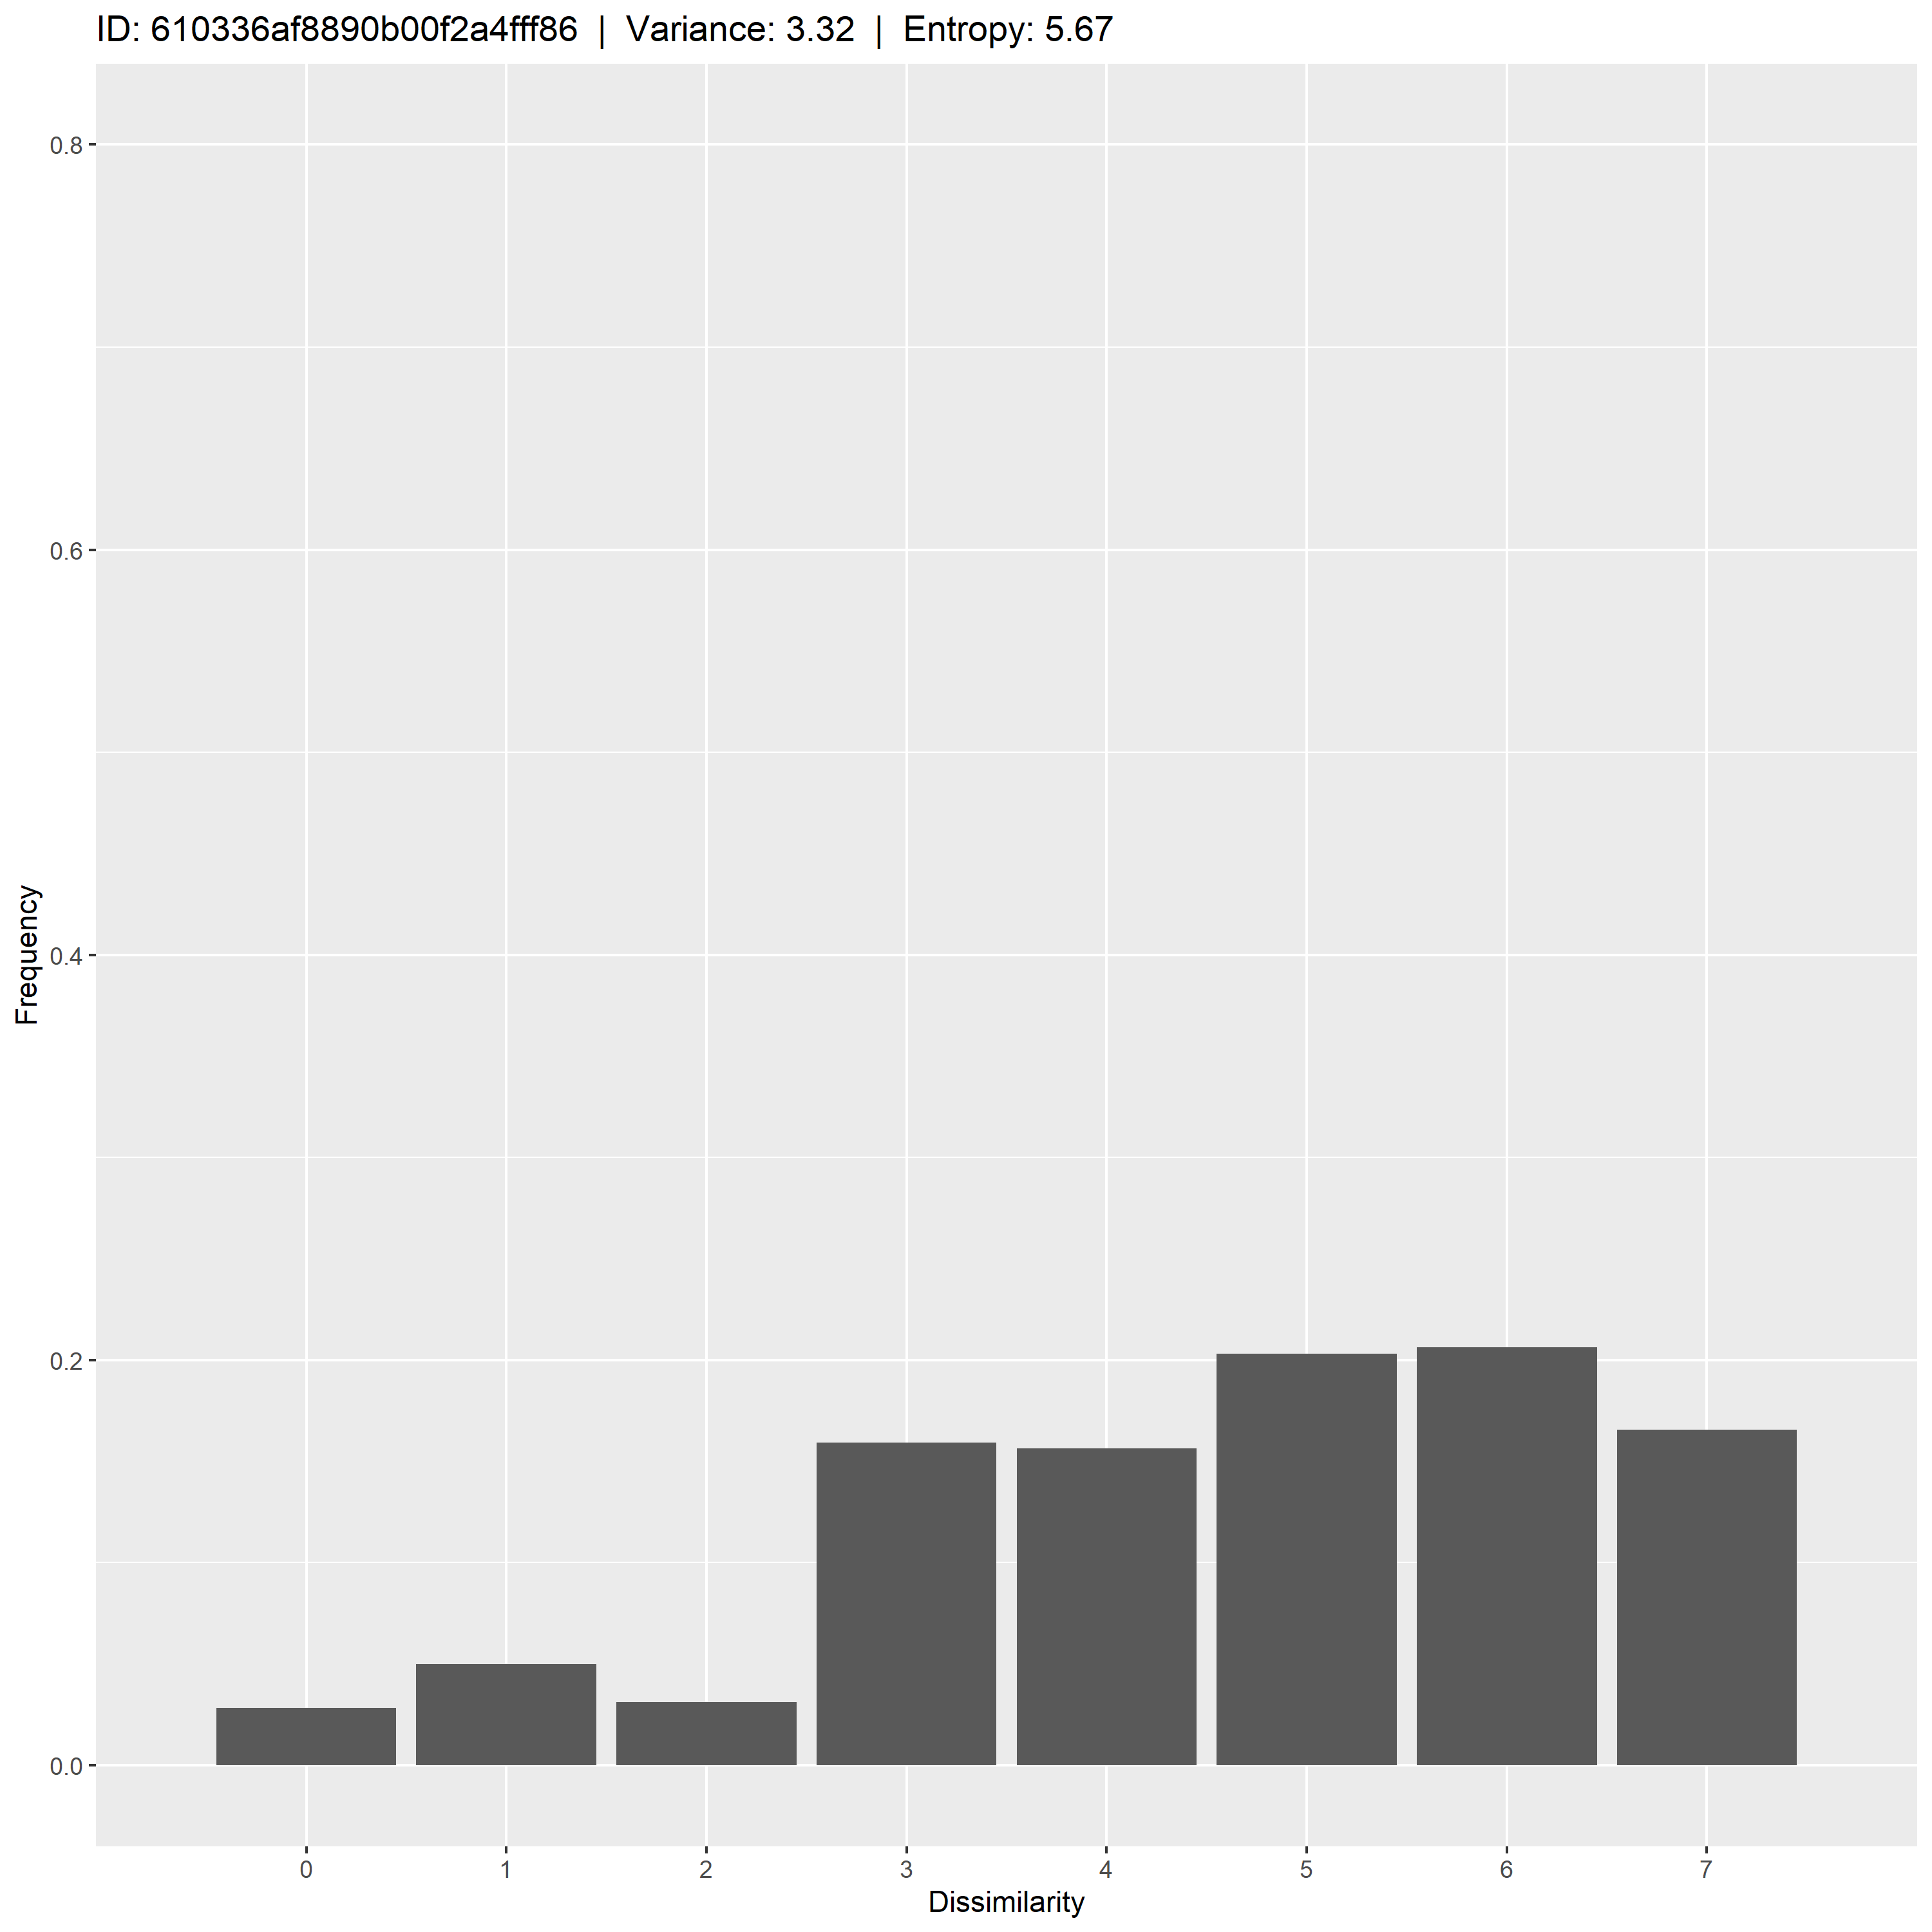 ID: 610336af8890b00f2a4fff86 | Variance: 3.32 | Entropy: 5.67
Frequency
0.8
0.6
0.4
0.2
0.0
0 1 2 3 4 5 6 7
Dissimilarity